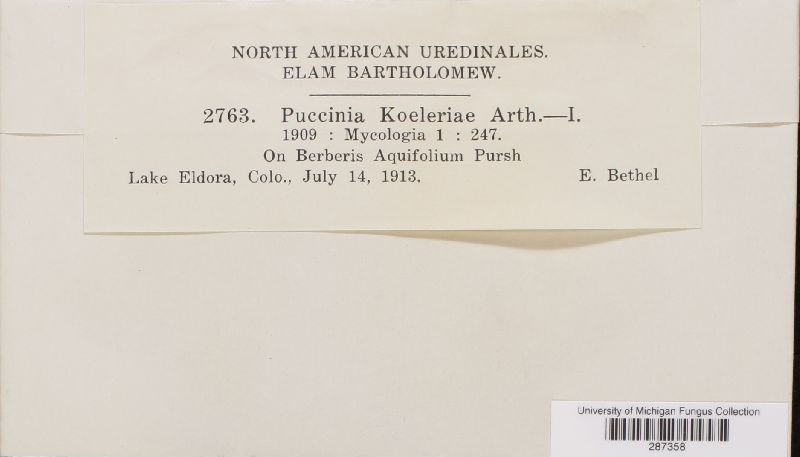 NORTH AMERICAN UREDINALES.
ELAM BARTHOLOMEW.
2763. Puccinia Koeleriae Arth.—I.
1909 : Mycologia 1 : 247.
On Berberis Aquifolium Pursh
Lake Eldora, Colo., July 14, 1913. E. Bethel
University of Michigan Fungus Collection
287358